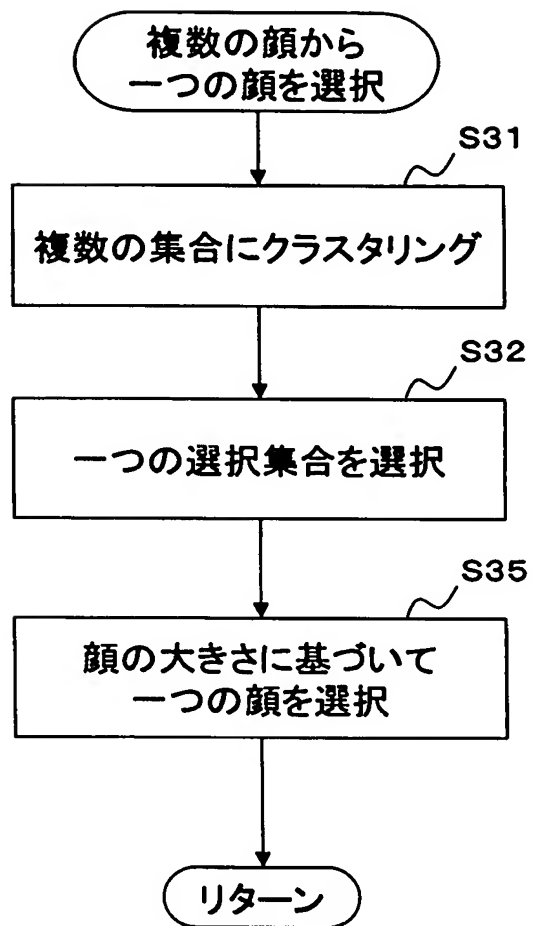 複数の顔から
一つの顔を選択
S31
複数の集合にクラスタリング
S32
一つの選択集合を選択
S35
顔の大きさに基づいて
一つの顔を選択
リターン